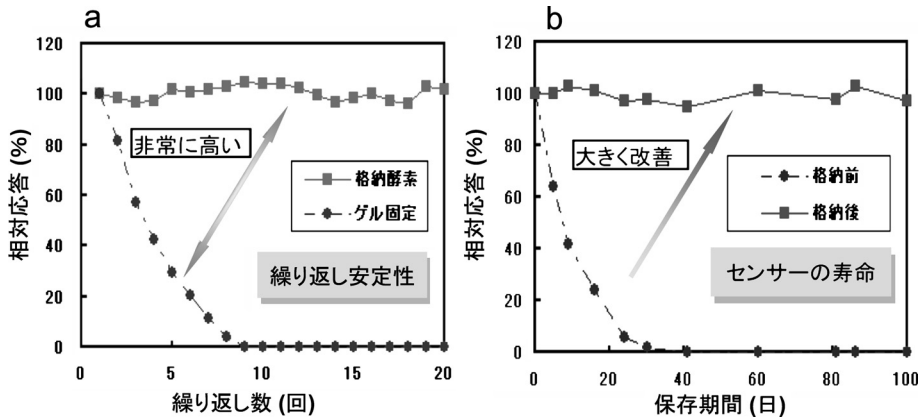 a
120
100
80
60
40
20
0
相対応答 (%)
非常に高い
格納酵素
ゲル固定
繰り返し安定性
0 5 10 15 20
繰り返し数 (回)
b
120
100
80
60
40
20
0
相対応答 (%)
大きく改善
格納前
格納後
センサーの寿命
0 20 40 60 80 100
保存期間 (日)